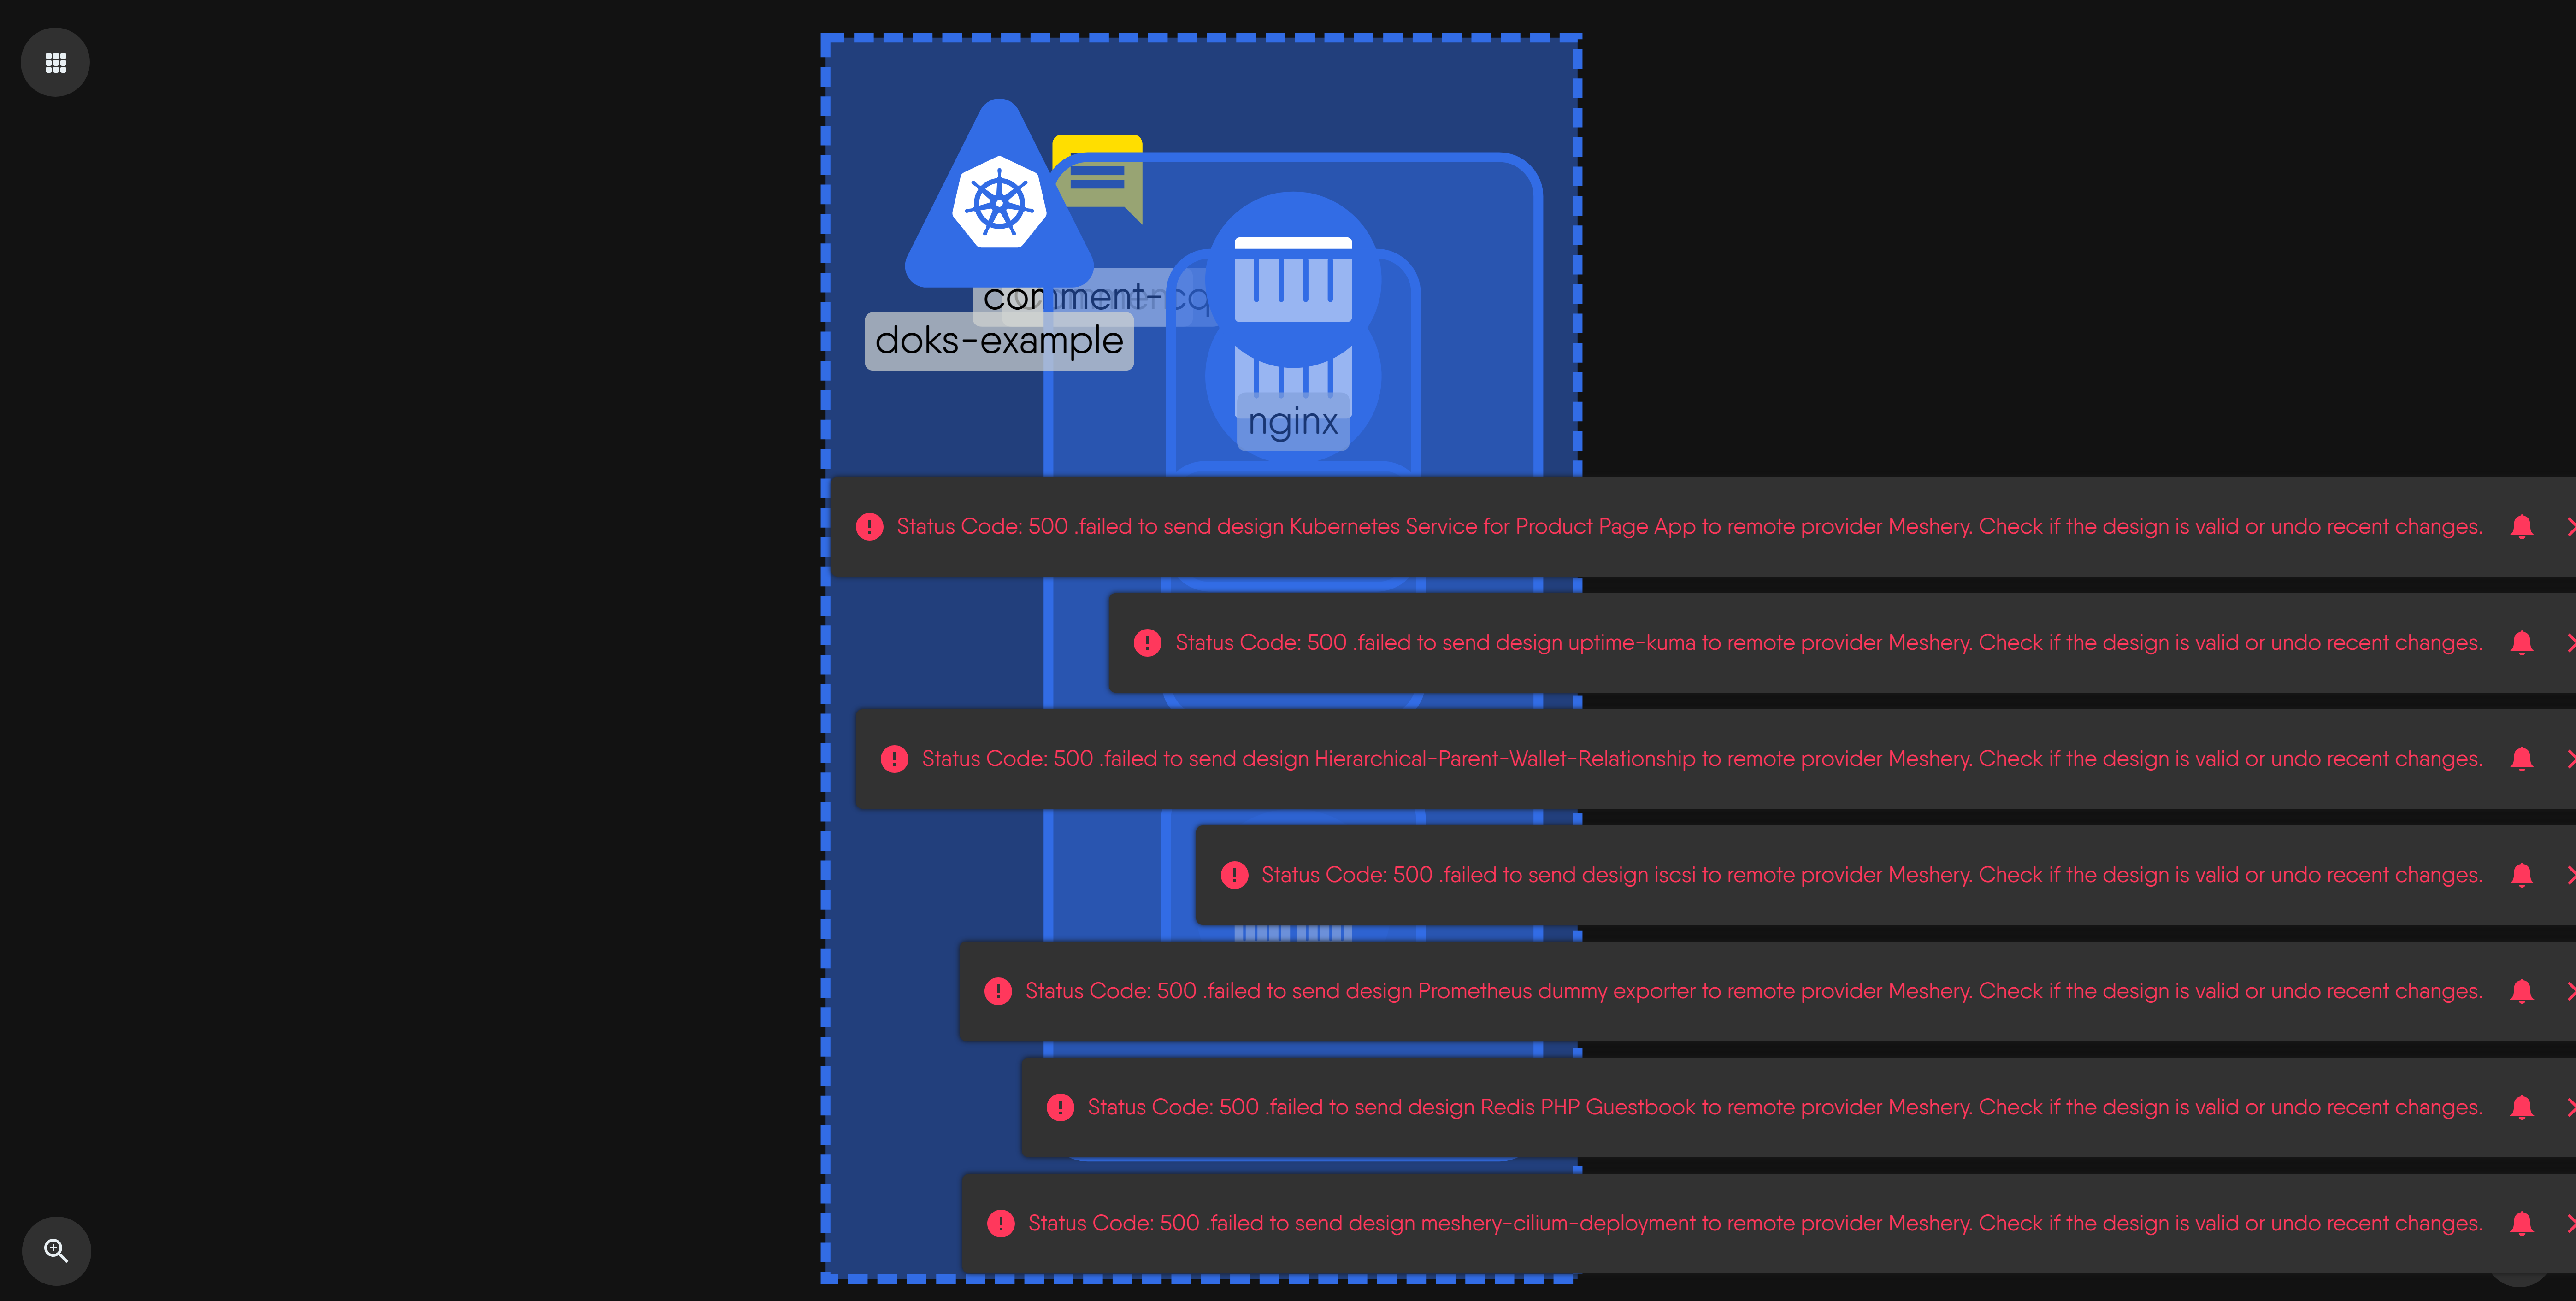 comment-cq
doks-example
nginx
Status Code: 500 .failed to send design Kubernetes Service for Product Page App to remote provider Meshery. Check if the design is valid or undo recent changes.
Status Code: 500 .failed to send design uptime-kuma to remote provider Meshery. Check if the design is valid or undo recent changes.
Status Code: 500 .failed to send design Hierarchical-Parent-Wallet-Relationship to remote provider Meshery. Check if the design is valid or undo recent changes.
Status Code: 500 .failed to send design iscsi to remote provider Meshery. Check if the design is valid or undo recent changes.
Status Code: 500 .failed to send design Prometheus dummy exporter to remote provider Meshery. Check if the design is valid or undo recent changes.
Status Code: 500 .failed to send design Redis PHP Guestbook to remote provider Meshery. Check if the design is valid or undo recent changes.
Status Code: 500 .failed to send design meshery-cilium-deployment to remote provider Meshery. Check if the design is valid or undo recent changes.